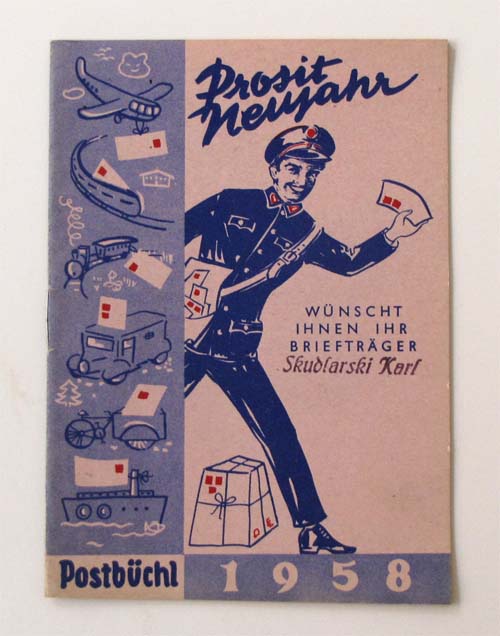 Prosit
Neujahr
WÜNSCHT
IHNEN IHR
BRIEFTRÄGER
Skudlarski Karl
Postbüchl
1958